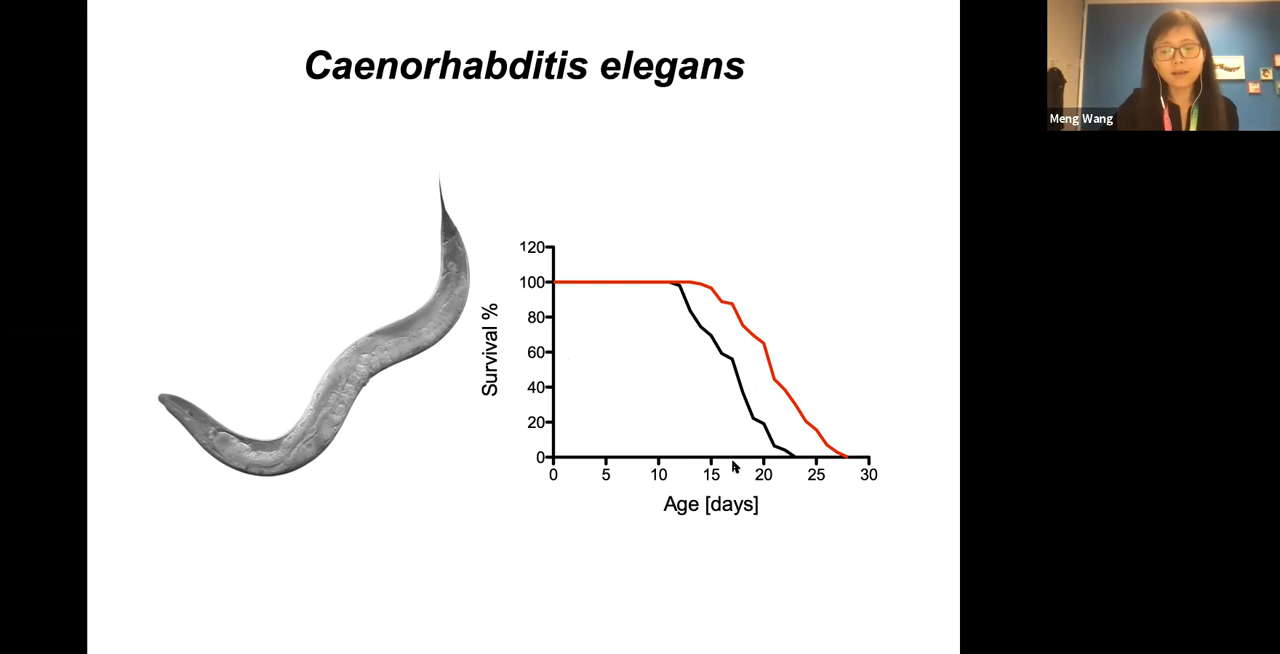 Caenorhabditis elegans
Meng Wang
120
100
80
60
40
20
0
Survival %
0 5 10 15 20 25 30
Age [days]